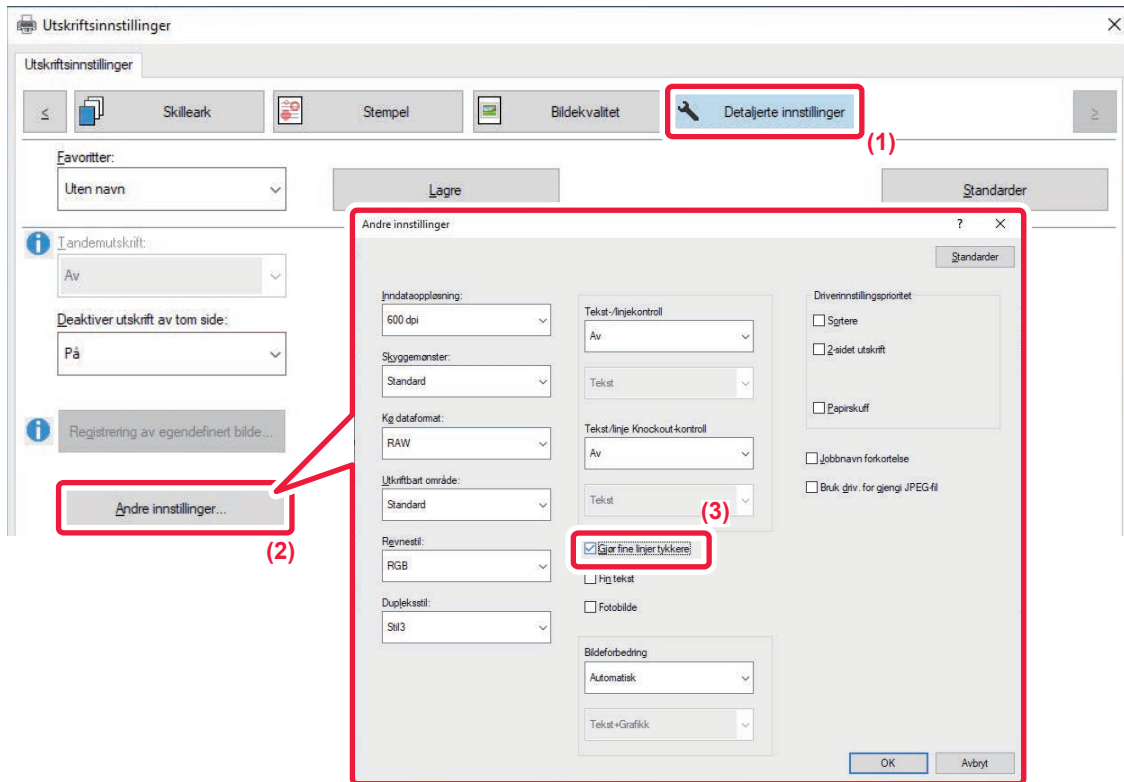 Utskriftsinnstillinger
Utskriftsinnstillinger
<
Skilleark
Stempel
Bildekvalitet
Detaljerte innstillinger
>
(1)
Favoritter:
Uten navn
Lagre
Standarder
Tandemutskrift:
Av
Deaktiver utskrift av tom side:
På
Registrering av egendefinert bilde...
Andre innstillinger...
(2)
Andre innstillinger
?
Standarder
Inndataoppløsning:
600 dpi
Skyggemønster:
Standard
Kø dataformat:
RAW
Utkriftbart område:
Standard
Revnestil:
RGB
Dupleksstil:
Stil3
Tekst-/linjekontroll
Av
Tekst
Tekst/linje Knockout-kontroll
Av
Tekst
(3)
Gjør fine linjer tykkere
Fin tekst
Fotobilde
Bildeforbedring
Automatisk
Tekst+Grafikk
Driverinnstillingsprioritet
Sortere
2-sidet utskrift
Papirskuff
Jobbnavn forkortelse
Bruk driv. for gjengi JPEG-fil
OK
Avbryt